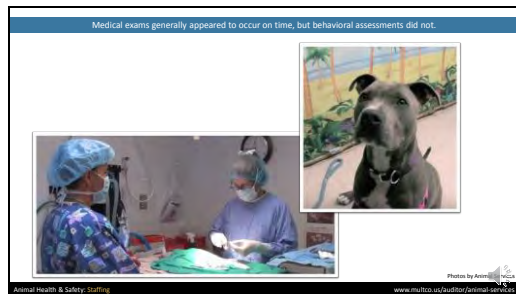 Medical exams generally appeared to occur on time, but behavioral assessments did not.
Photos by Animal Services
Animal Health & Safety: Staffing
www.multco.us/auditor/animal-services